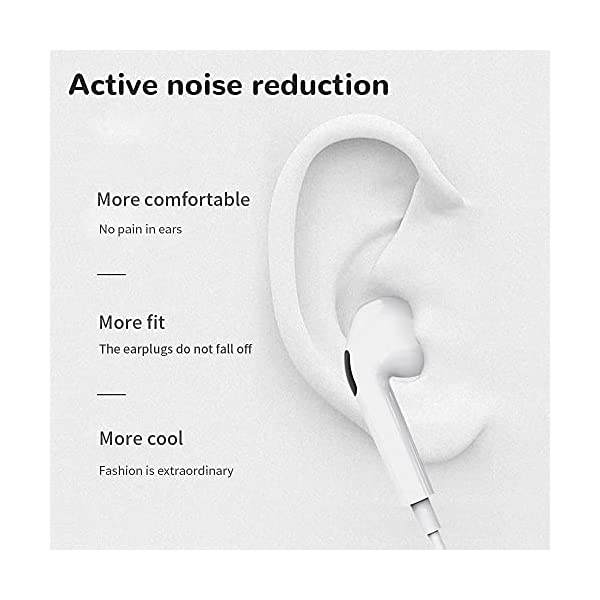 Active noise reduction
More comfortable
No pain in ears
More fit
The earplugs do not fall off
More cool
Fashion is extraordinary